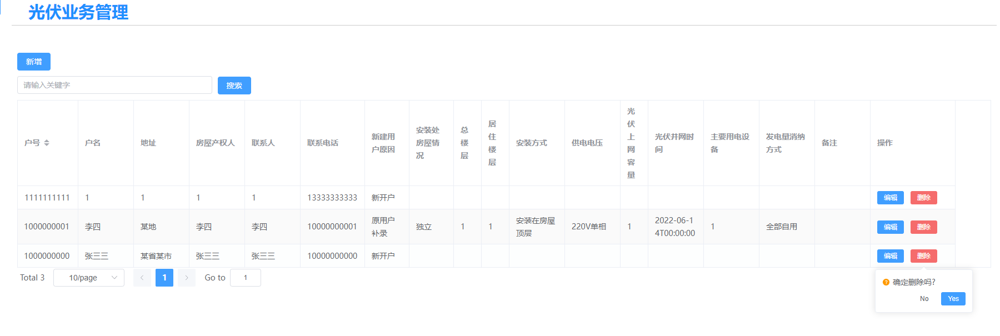 光伏业务管理
新增
请输入关键字
搜索
户号 户名 地址 房屋产权人 联系人 联系电话 新建用户原因 安装处房屋情况 总楼层 居住楼层 安装方式 供电电压 光伏上网容量 光伏并网时间 主要用电设备 发电量消纳方式 备注 操作
1111111111 1 1 1 1 13333333333 新开户 编辑 删除
1000000001 李四 某地 李四 李四 10000000001 原用户补录 独立 1 1 安装在房屋顶层 220V单相 1 2022-06-14T00:00:00 1 全部自用 编辑 删除
1000000000 张三三 某省某市 张三三 张三三 10000000000 新开户 编辑 删除
Total 3 10/page 1 Go to 1
确定删除吗?
No Yes